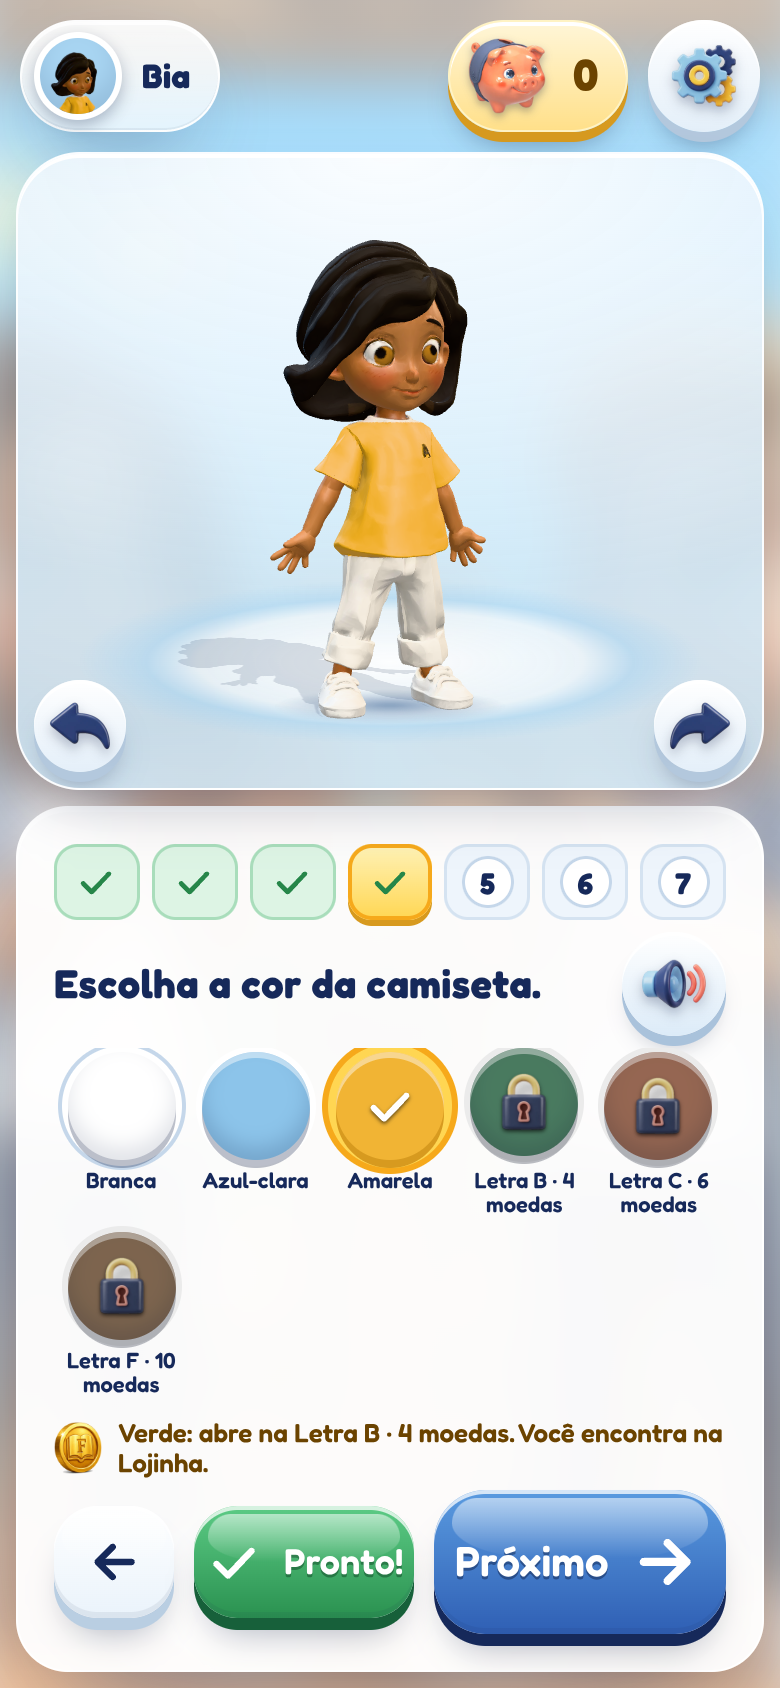 Bia
0
5 6 7
Escolha a cor da camiseta.
Branca Azul-clara Amarela Letra B · 4 moedas Letra C · 6 moedas
Letra F · 10
moedas
Verde: abre na Letra B · 4 moedas. Você encontra na
Lojinha.
Pronto! Próximo